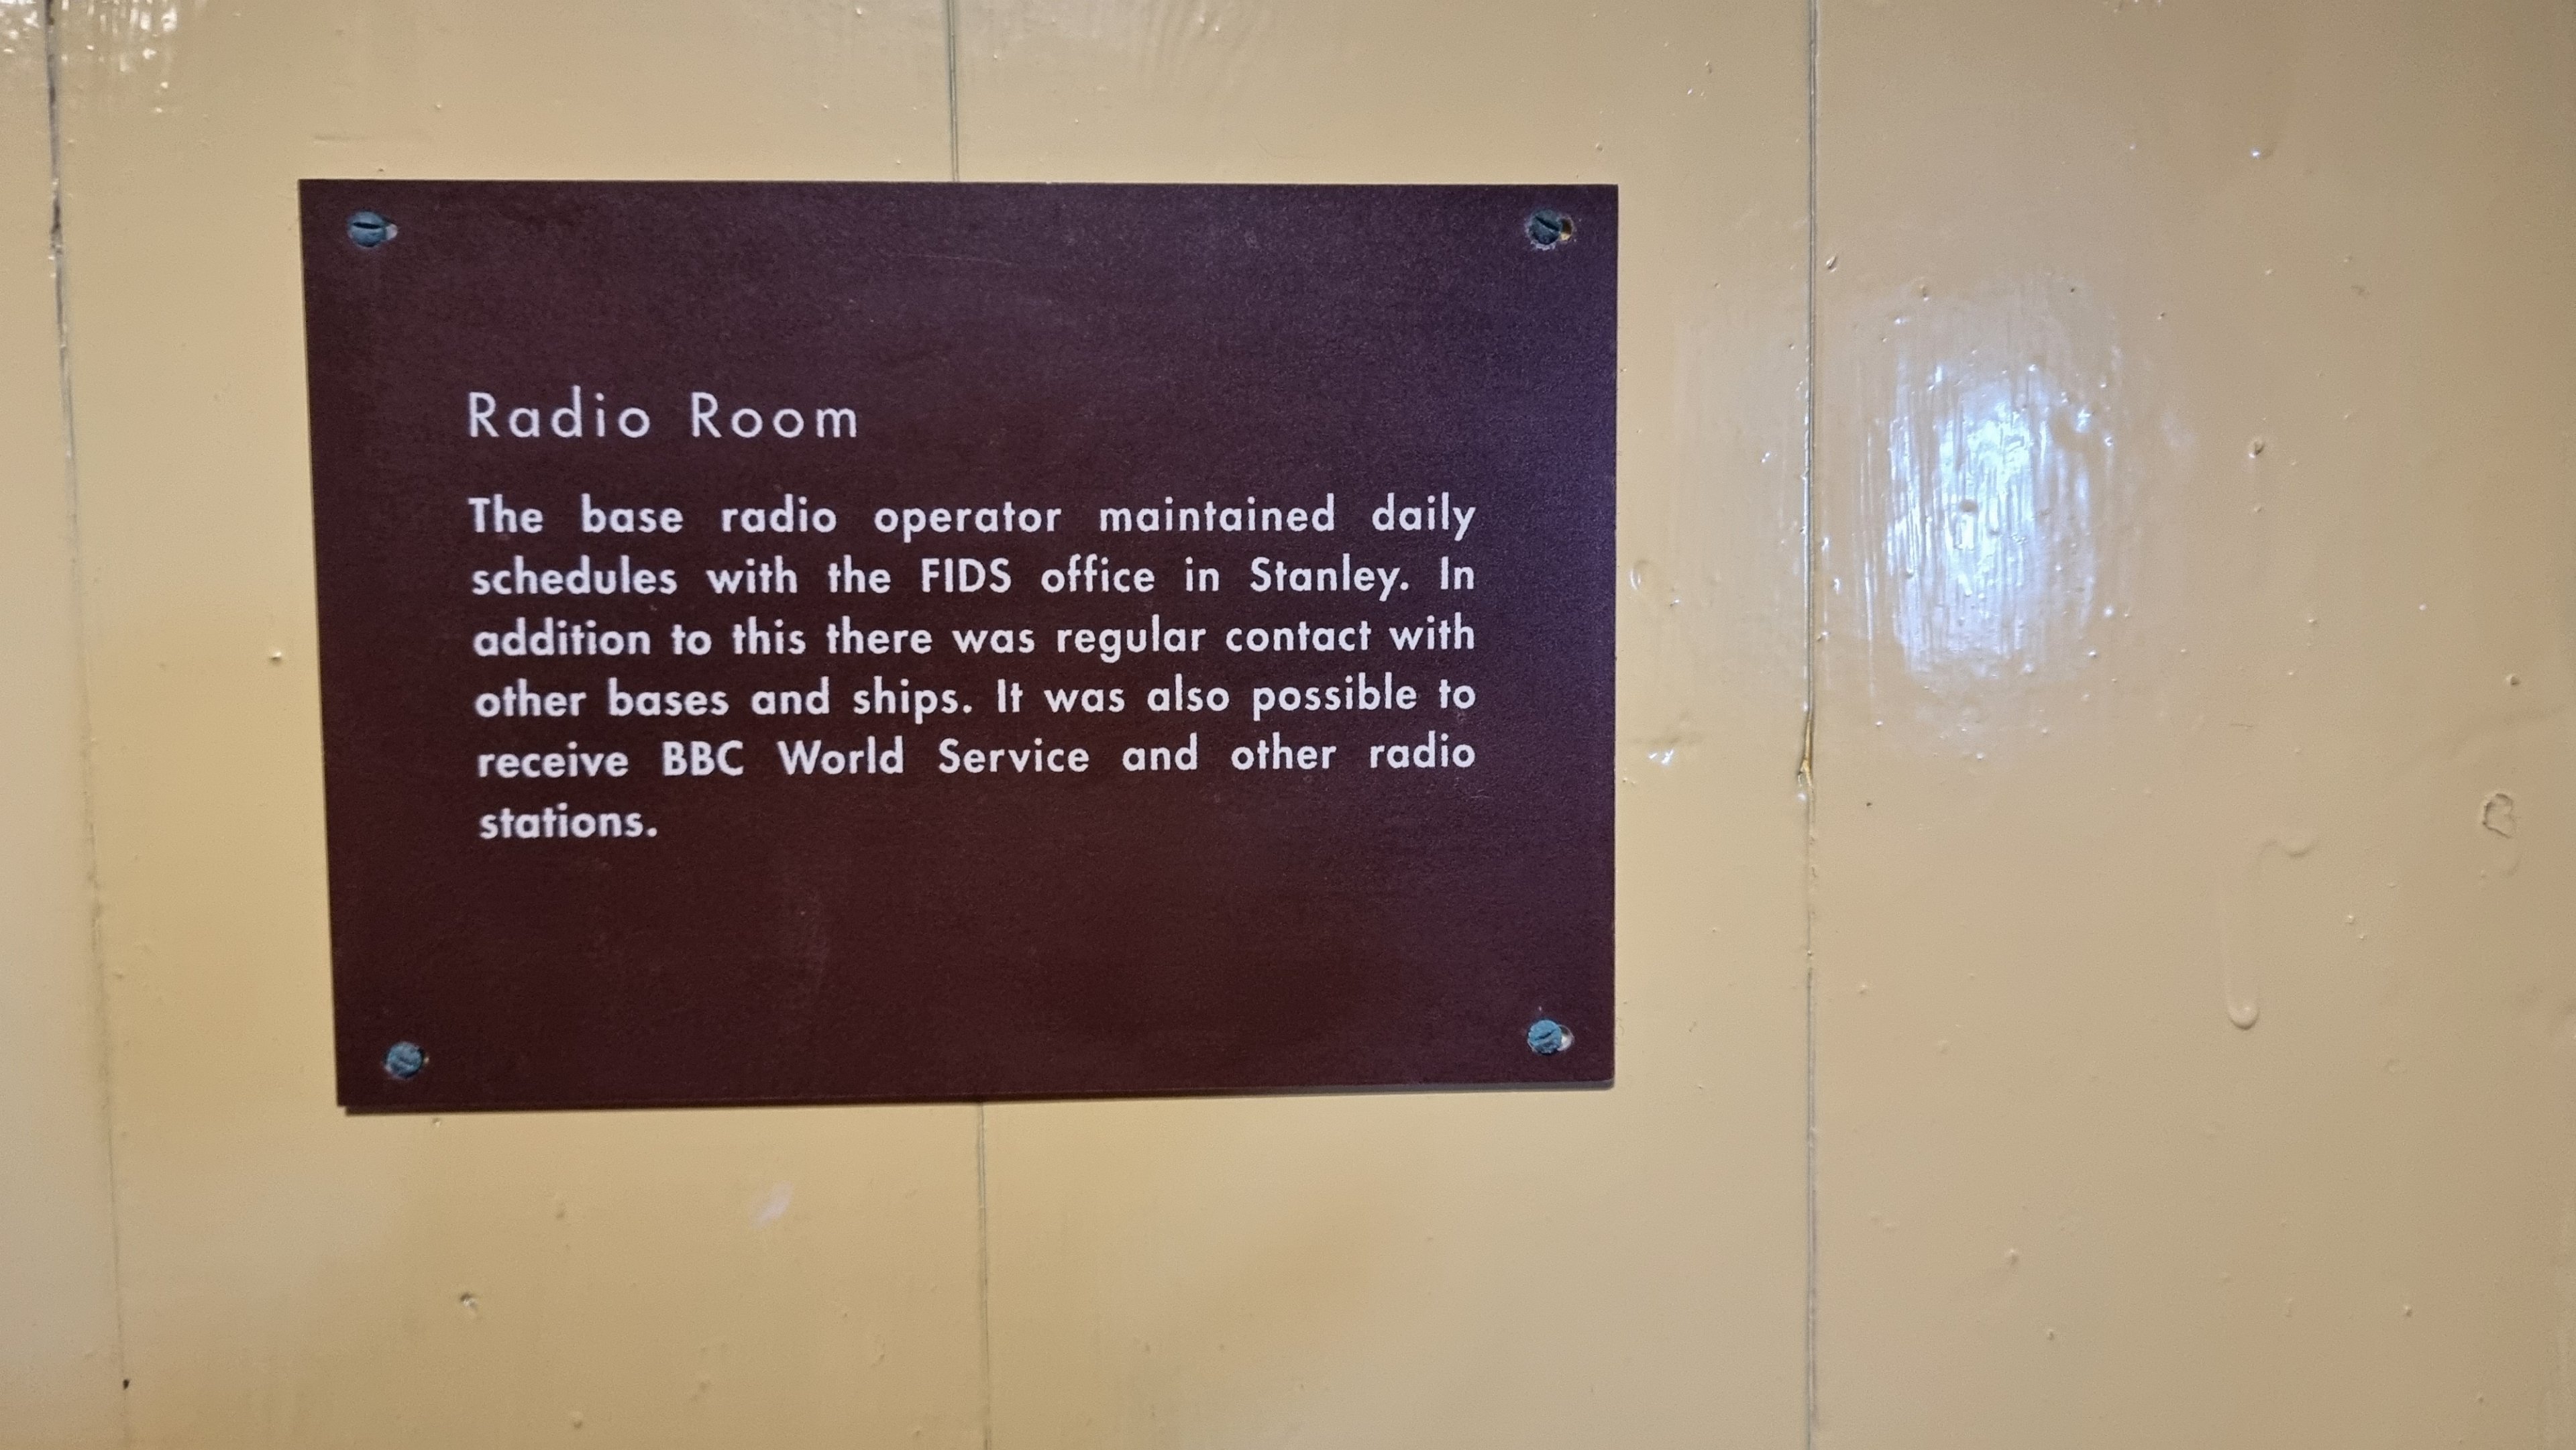 Radio Room
The base radio operator maintained daily
schedules with the FIDS office in Stanley. In
addition to this there was regular contact with
other bases and ships. It was also possible to
receive BBC World Service and other radio
stations.